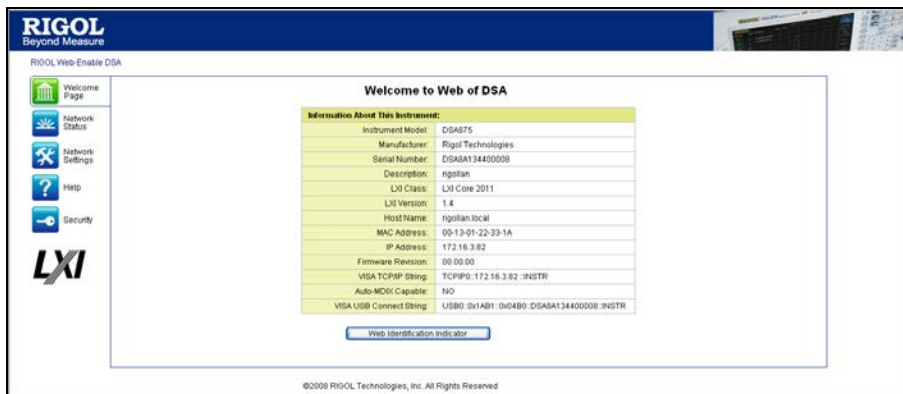 RIGOL
Beyond Measure
RIGOL Web-Enable DSA
Welcome Page
Network Status
Network Settings
Help
Security
LXI
Welcome to Web of DSA
Information About This Instrument:
Instrument Model: DSA875
Manufacturer: Rigol Technologies
Serial Number: DSA8A134400008
Description: rigollan
LXI Class: LXI Core 2011
LXI Version: 1.4
Host Name: rigollan.local
MAC Address: 00-13-01-22-33-1A
IP Address: 172.16.3.82
Firmware Revision: 00.00.00
VISA TCP/IP String: TCPIP0::172.16.3.82::INSTR
Auto-MDIX Capable: NO
VISA USB Connect String: USB0::0x1AB1::0x04B0::DSA8A134400008::INSTR
Web Identification Indicator
©2008 RIGOL Technologies, Inc. All Rights Reserved